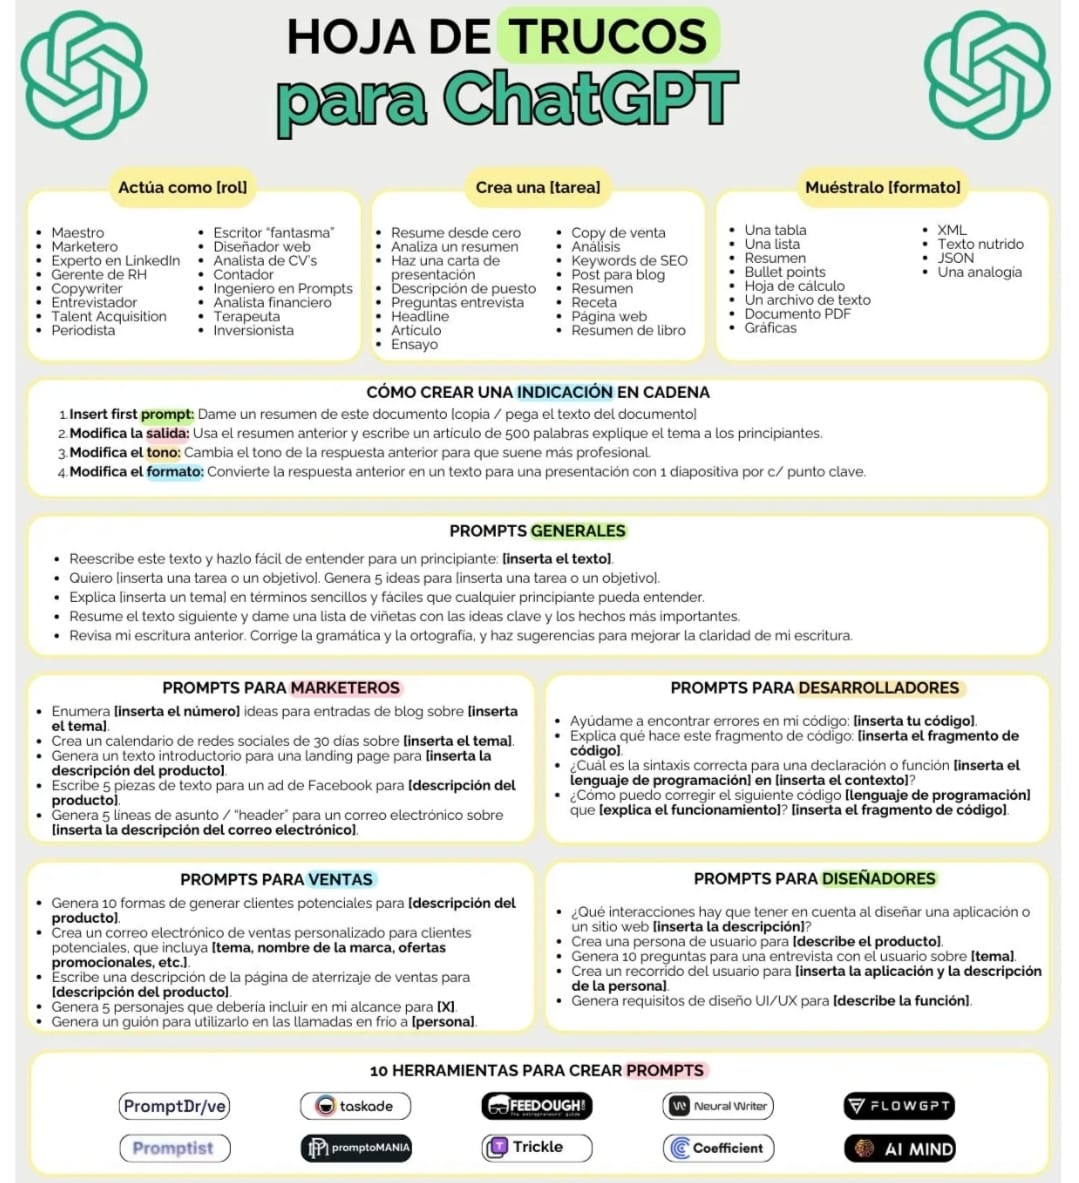 HOJA DE TRUCOS
para ChatGPT
Actúa como [rol]
Maestro
Marketero
Experto en LinkedIn
Gerente de RH
Copywriter
Entrevistador
Talent Acquisition
Periodista
Escritor “fantasma”
Diseñador web
Analista de CV’s
Contador
Ingeniero en Prompts
Analista financiero
Terapeuta
Inversionista
Crea una [tarea]
Resume desde cero
Analiza un resumen
Haz una carta de
presentación
Descripción de puesto
Preguntas entrevista
Headline
Artículo
Ensayo
Copy de venta
Análisis
Keywords de SEO
Post para blog
Resumen
Receta
Página web
Resumen de libro
Muéstralo [formato]
Una tabla
Una lista
Resumen
Bullet points
Hoja de cálculo
Un archivo de texto
Documento PDF
Gráficas
XML
Texto nutrido
JSON
Una analogía
CÓMO CREAR UNA INDICACIÓN EN CADENA
1. Insert first prompt: Dame un resumen de este documento [copia / pega el texto del documento]
2. Modifica la salida: Usa el resumen anterior y escribe un artículo de 500 palabras explique el tema a los principiantes.
3. Modifica el tono: Cambia el tono de la respuesta anterior para que suene más profesional.
4. Modifica el formato: Convierte la respuesta anterior en un texto para una presentación con 1 diapositiva por c/ punto clave.
PROMPTS GENERALES
Reescribe este texto y hazlo fácil de entender para un principiante: [inserta el texto].
Quiero [inserta una tarea o un objetivo]. Genera 5 ideas para [inserta una tarea o un objetivo].
Explica [inserta un tema] en términos sencillos y fáciles que cualquier principiante pueda entender.
Resume el texto siguiente y dame una lista de viñetas con las ideas clave y los hechos más importantes.
Revisa mi escritura anterior. Corrige la gramática y la ortografía, y haz sugerencias para mejorar la claridad de mi escritura.
PROMPTS PARA MARKETEROS
Enumera [inserta el número] ideas para entradas de blog sobre [inserta
el tema].
Crea un calendario de redes sociales de 30 días sobre [inserta el tema].
Genera un texto introductorio para una landing page para [inserta la
descripción del producto].
Escribe 5 piezas de texto para un ad de Facebook para [descripción del
producto].
Genera 5 líneas de asunto / “header” para un correo electrónico sobre
[inserta la descripción del correo electrónico].
PROMPTS PARA DESARROLLADORES
Ayúdame a encontrar errores en mi código: [inserta tu código].
Explica qué hace este fragmento de código: [inserta el fragmento de
código].
¿Cuál es la sintaxis correcta para una declaración o función [inserta el
lenguaje de programación] en [inserta el contexto]?
¿Cómo puedo corregir el siguiente código [lenguaje de programación]
que [explica el funcionamiento]? [inserta el fragmento de código].
PROMPTS PARA VENTAS
Genera 10 formas de generar clientes potenciales para [descripción del
producto].
Crea un correo electrónico de ventas personalizado para clientes
potenciales, que incluya [tema, nombre de la marca, ofertas
promocionales, etc.].
Escribe una descripción de la página de aterrizaje de ventas para
[descripción del producto].
Genera 5 personajes que debería incluir en mi alcance para [X].
Genera un guión para utilizarlo en las llamadas en frío a [persona].
PROMPTS PARA DISEÑADORES
¿Qué interacciones hay que tener en cuenta al diseñar una aplicación o
un sitio web [inserta la descripción]?
Crea una persona de usuario para [describe el producto].
Genera 10 preguntas para una entrevista con el usuario sobre [tema].
Crea un recorrido del usuario para [inserta la aplicación y la descripción
de la persona].
Genera requisitos de diseño UI/UX para [describe la función].
10 HERRAMIENTAS PARA CREAR PROMPTS
PromptDr/ve
taskade
FEEDOUGH
The entrepreneurs' guide
Neural Writer
FLOWGPT
Promptist
promptoMANIA
Trickle
Coefficient
AI MIND